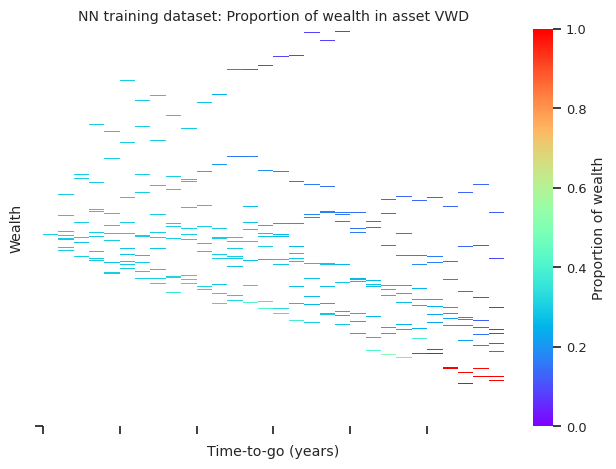 NN training dataset: Proportion of wealth in asset VWD
Wealth
Time-to-go (years)
1.0
0.8
0.6
0.4
0.2
0.0
Proportion of wealth